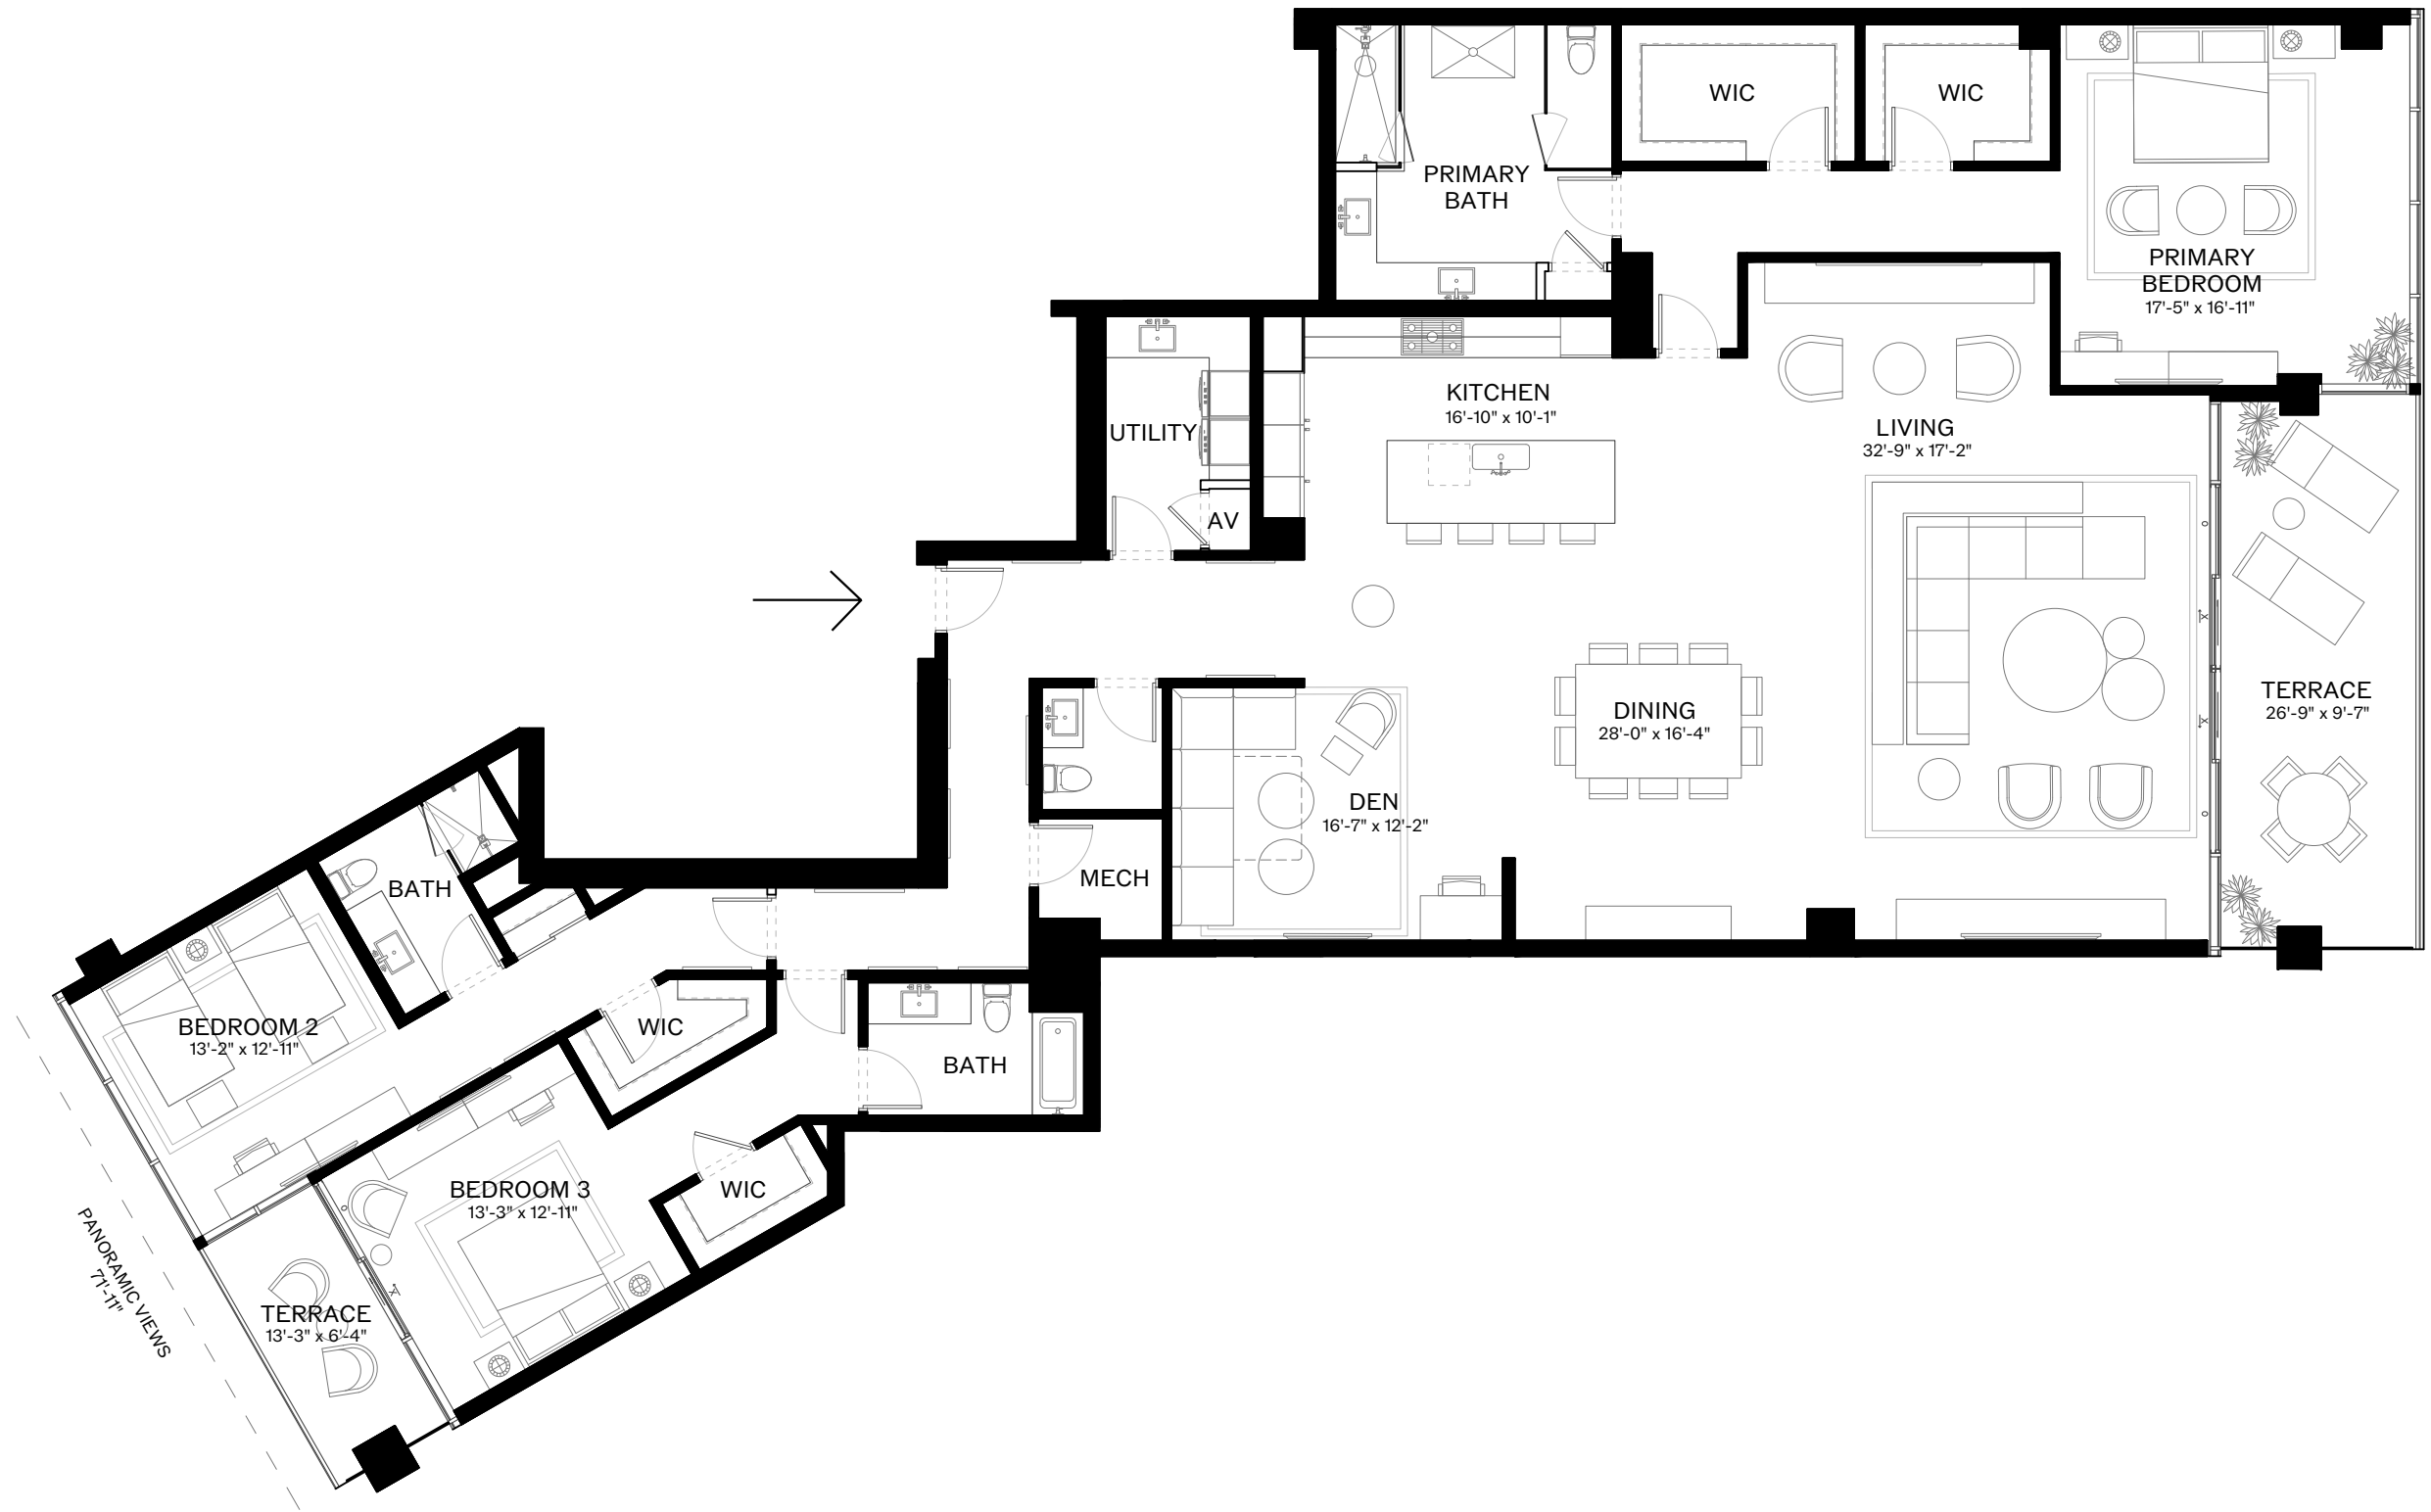 WIC
WIC
PRIMARY
BATH
PRIMARY
BEDROOM
17'-5" x 16'-11"
KITCHEN
16'-10" x 10'-1"
UTILITY
LIVING
32'-9" x 17'-2"
AV
TERRACE
26'-9" x 9'-7"
DINING
28'-0" x 16'-4"
DEN
16'-7" x 12'-2"
MECH
BATH
BEDROOM 2
13'-2" x 12'-11"
WIC
BATH
BEDROOM 3
13'-3" x 12'-11"
WIC
PANORAMIC VIEWS
71'-11"
TERRACE
13'-3" x 6'-4"